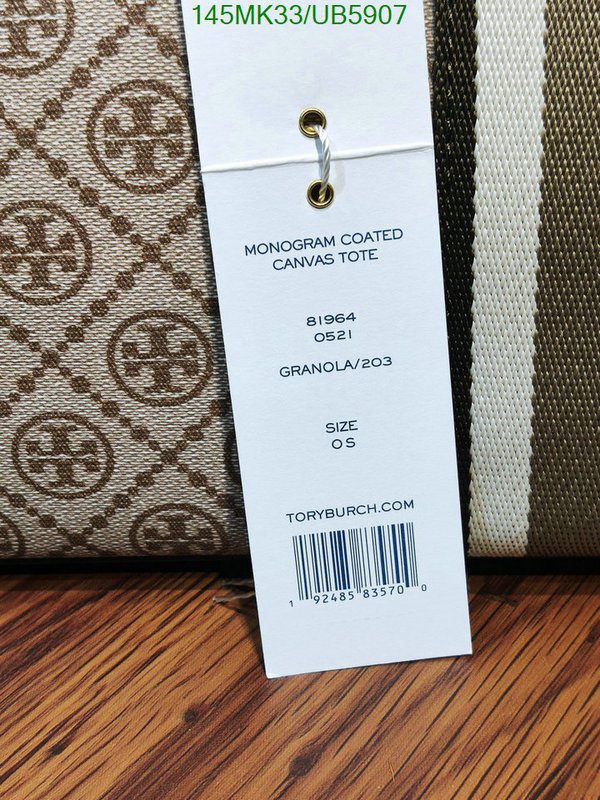 145MK33/UB5907
MONOGRAM COATED
CANVAS TOTE
81964
0521
GRANOLA/203
SIZE
OS
TORYBURCH.COM
1 92485 83570 0